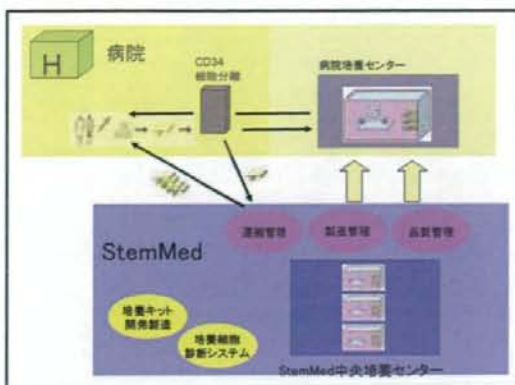 H
病院
CD34
細胞分離
病院培養センター
運搬管理
製造管理
品質管理
StemMed
培養キット
開発製造
培養細胞
診断システム
StemMed中央培養センター